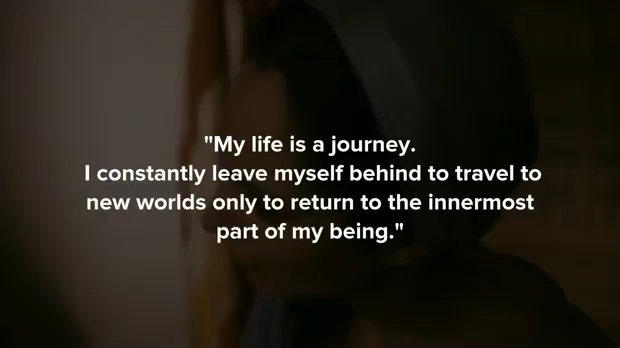 "My life is a journey.
I constantly leave myself behind to travel to
new worlds only to return to the innermost
part of my being."